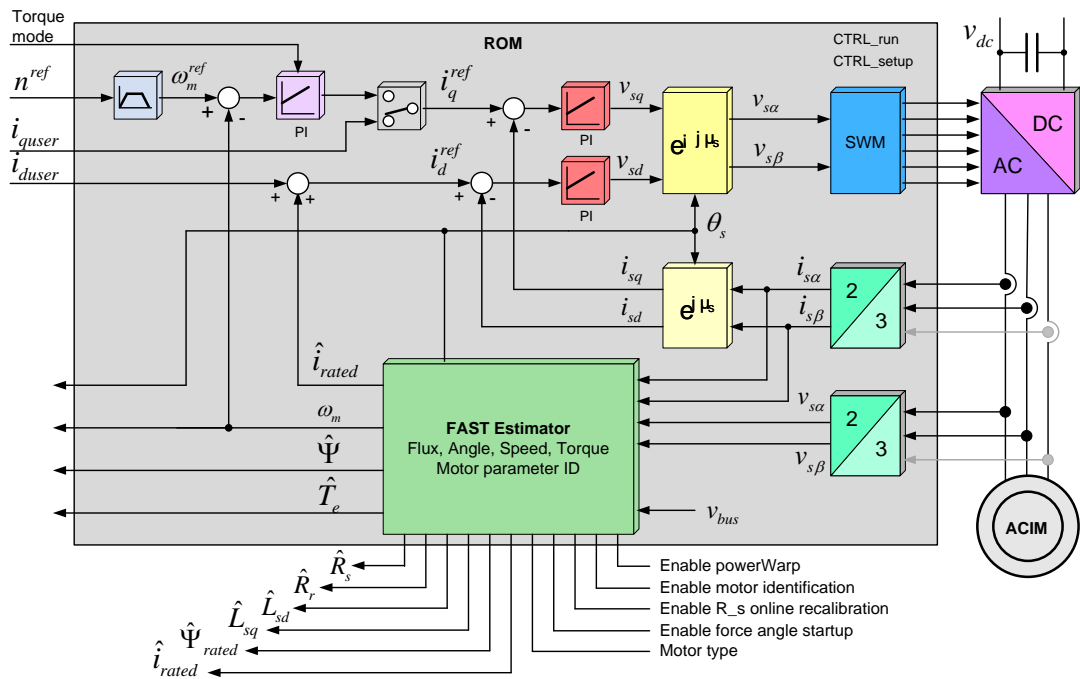 Torque
mode
n^ref
i_quser
i_duser
ROM
CTRL_run
CTRL_setup
v_dc
ω_m^ref
+
-
PI
i_q^ref
+
-
PI
v_sq
e^j jμ_s
v_sα
SWM
DC
AC
+
+
i_d^ref
+
-
PI
v_sd
v_sβ
θ_s
i_sq
i_sd
e^jμ_s
i_sα
i_sβ
2
3
î_rated
ω_m
Ψ̂
T̂_e
FAST Estimator
Flux, Angle, Speed, Torque
Motor parameter ID
v_sα
v_sβ
2
3
v_bus
ACIM
R̂_s
R̂_r
L̂_sd
L̂_sq
Ψ̂_rated
î_rated
Enable powerWarp
Enable motor identification
Enable R_s online recalibration
Enable force angle startup
Motor type